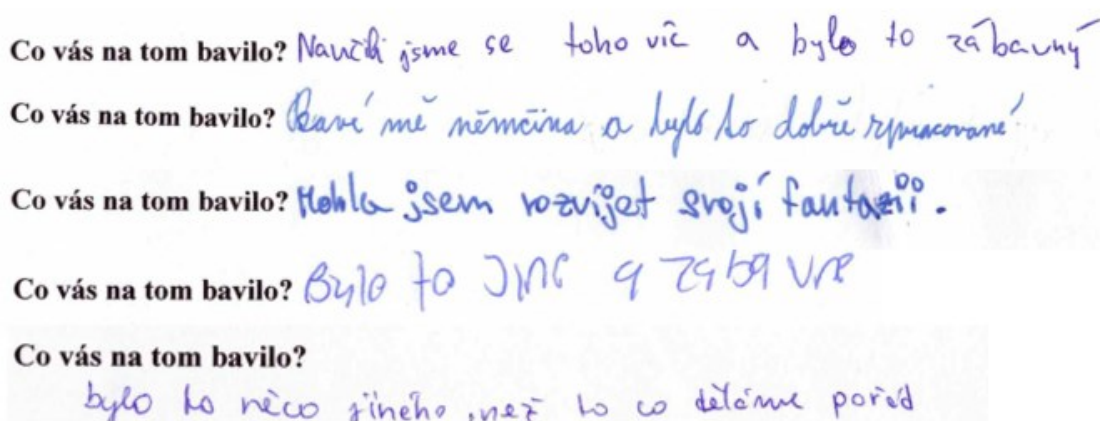 Co vás na tom bavilo? Naučili jsme se toho víc a bylo to zábavný
Co vás na tom bavilo? Baví mě němčina a bylo to dobře zpracované
Co vás na tom bavilo? Mohla jsem rozvíjet svojí fantazii.
Co vás na tom bavilo? Bylo to JINÉ a zábavné
Co vás na tom bavilo?
bylo to něco jiného, než to co děláme pořád